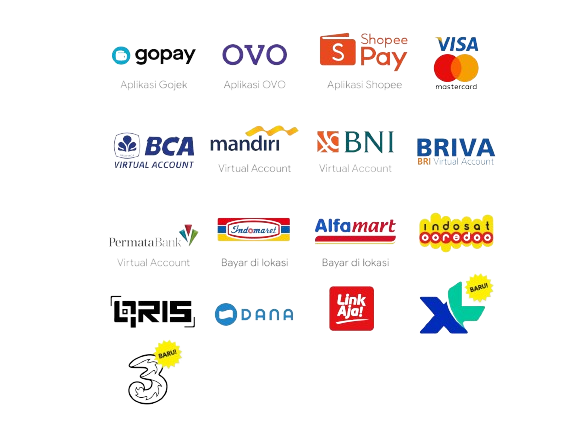 gopay
Aplikasi Gojek
OVO
Aplikasi OVO
S Shopee
Pay
Aplikasi Shopee
VISA
mastercard
BCA
VIRTUAL ACCOUNT
mandırı
Virtual Account
BNI
Virtual Account
BRIVA
BRI Virtual Account
PermataBank
Virtual Account
Indomaret
Bayar di lokasi
Alfamart
Bayar di lokasi
indosat
ooredoo
QRIS
DANA
Link
Aja!
XL
BARU!
3
BARU!